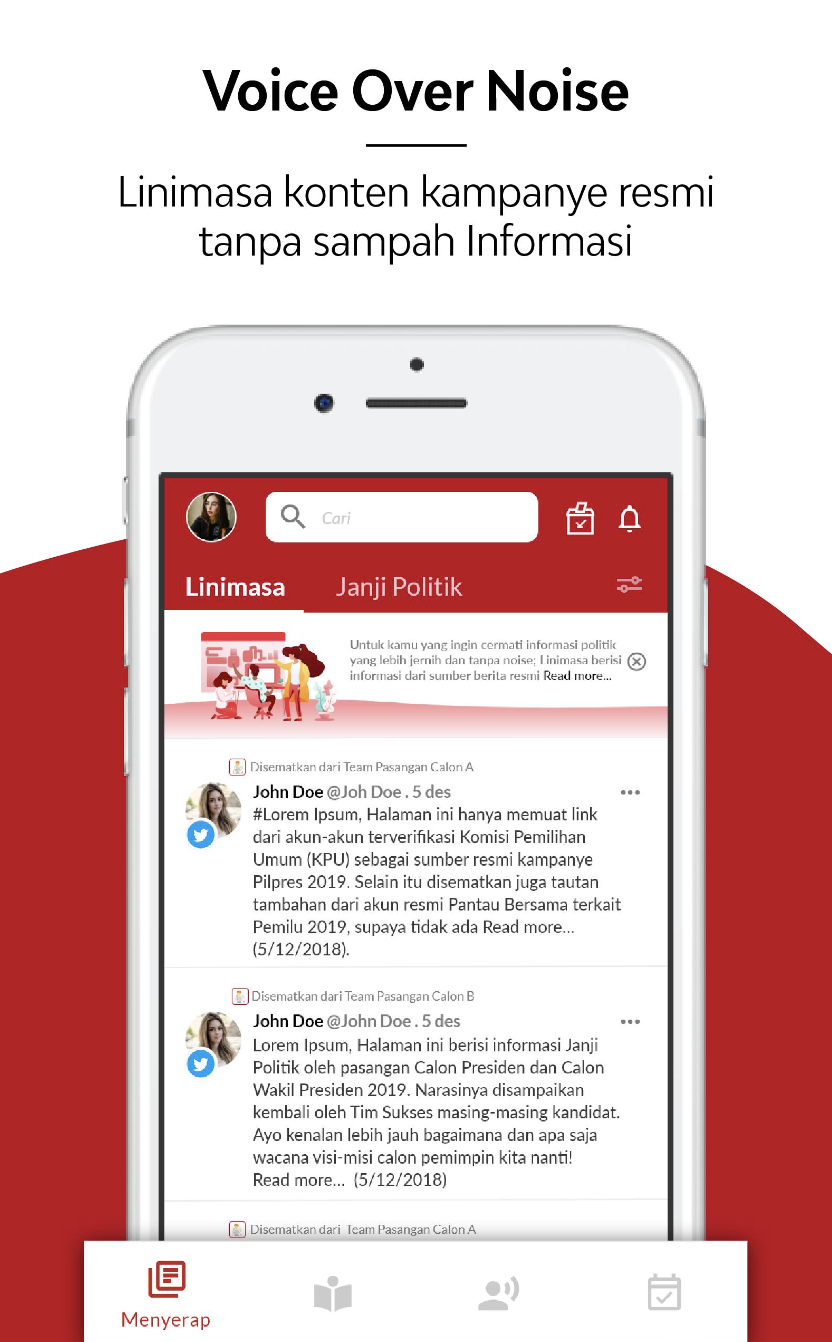 Voice Over Noise
Linimasa konten kampanye resmi
tanpa sampah Informasi
Cari
Linimasa
Janji Politik
Untuk kamu yang ingin cermati informasi politik
yang lebih jernih dan tanpa noise; Linimasa berisi
informasi dari sumber berita resmi Read more...
Disematkan dari Team Pasangan Calon A
John Doe @Joh Doe . 5 des
#Lorem Ipsum, Halaman ini hanya memuat link
dari akun-akun terverifikasi Komisi Pemilihan
Umum (KPU) sebagai sumber resmi kampanye
Pilpres 2019. Selain itu disematkan juga tautan
tambahan dari akun resmi Pantau Bersama terkait
Pemilu 2019, supaya tidak ada Read more...
(5/12/2018).
Disematkan dari Team Pasangan Calon B
John Doe @John Doe . 5 des
Lorem Ipsum, Halaman ini berisi informasi Janji
Politik oleh pasangan Calon Presiden dan Calon
Wakil Presiden 2019. Narasinya disampaikan
kembali oleh Tim Sukses masing-masing kandidat.
Ayo kenalan lebih jauh bagaimana dan apa saja
wacana visi-misi calon pemimpin kita nanti!
Read more... (5/12/2018)
Disematkan dari Team Pasangan Calon A
Menyerap